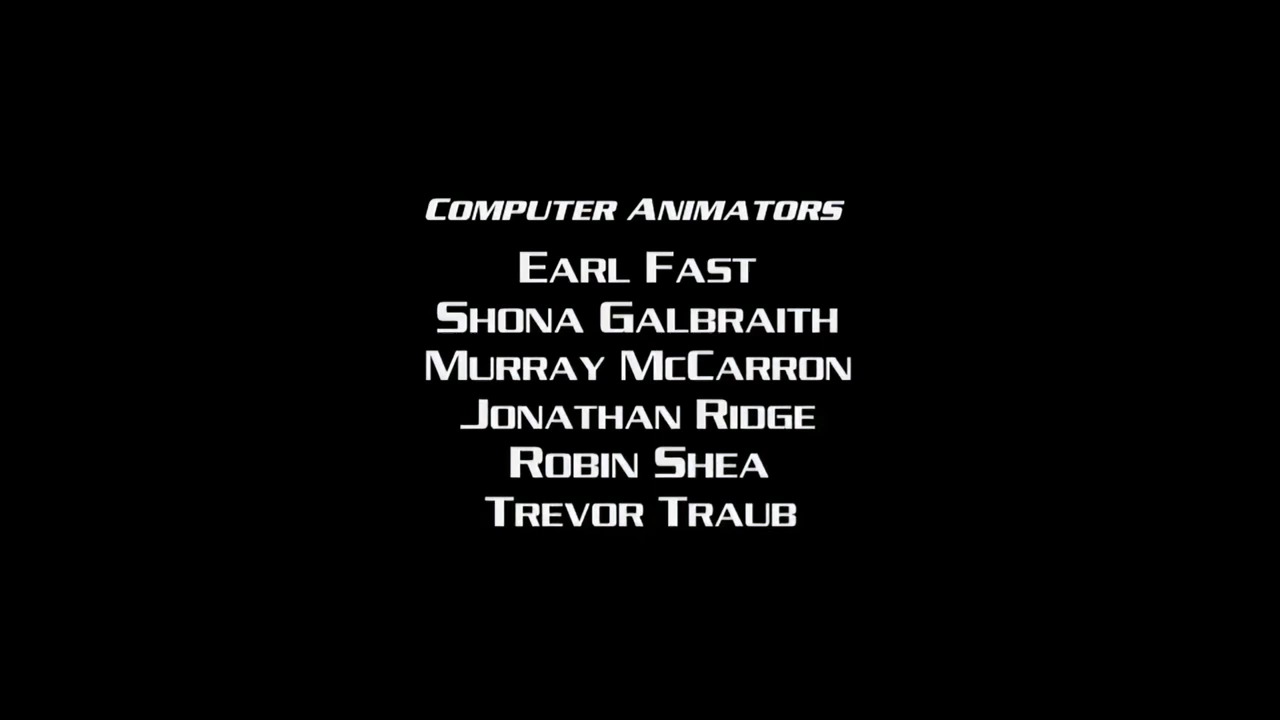 Computer Animators
Earl Fast
Shona Galbraith
Murray McCarron
Jonathan Ridge
Robin Shea
Trevor Traub